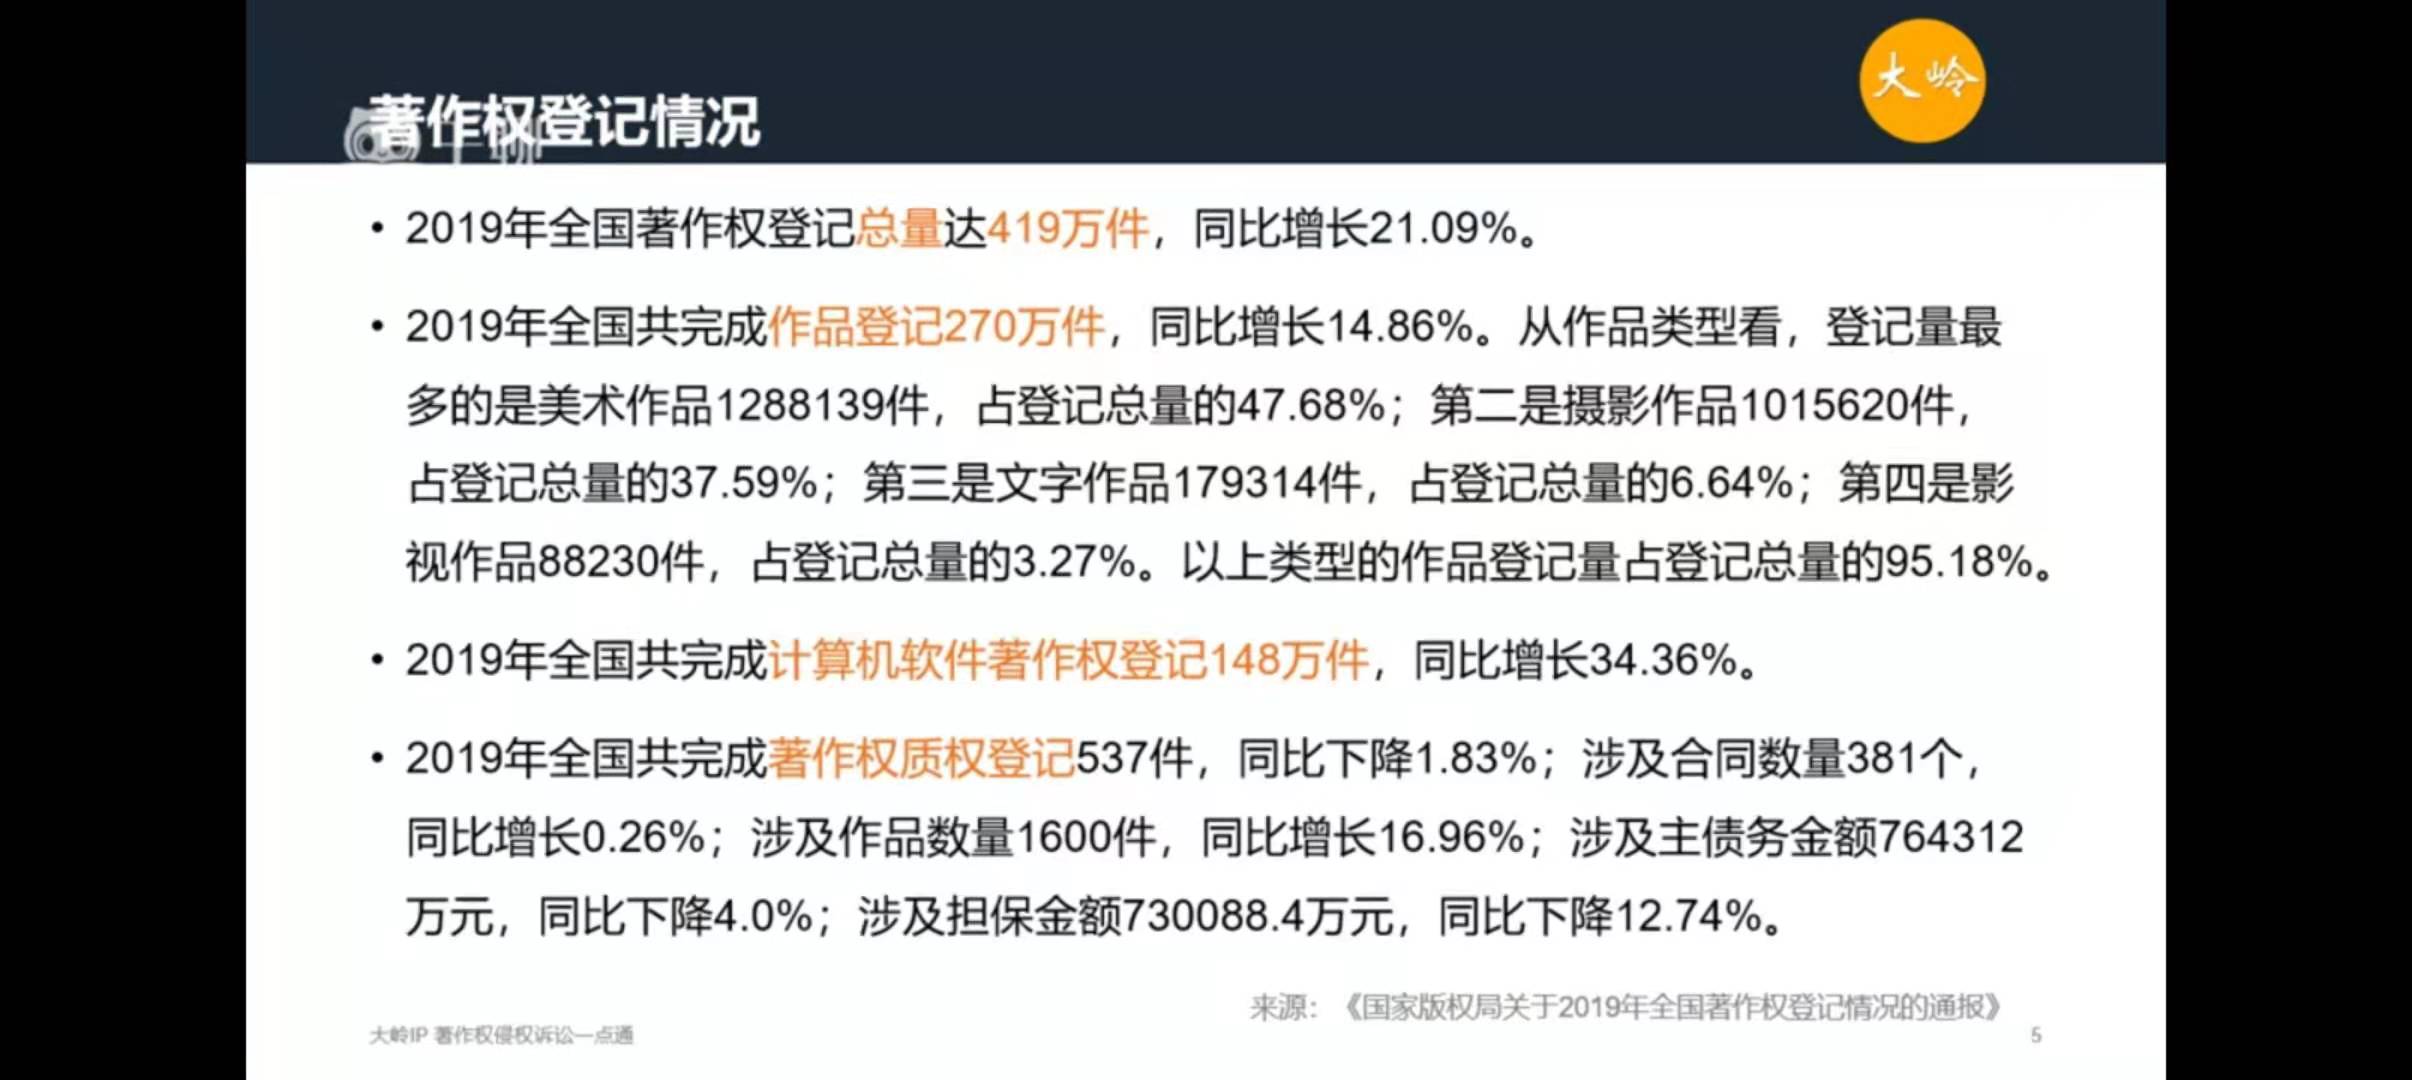 大岭
著作权登记情况
• 2019年全国著作权登记总量达419万件，同比增长21.09%。
• 2019年全国共完成作品登记270万件，同比增长14.86%。从作品类型看，登记量最
多的是美术作品1288139件，占登记总量的47.68%；第二是摄影作品1015620件，
占登记总量的37.59%；第三是文字作品179314件，占登记总量的6.64%；第四是影
视作品88230件，占登记总量的3.27%。以上类型的作品登记量占登记总量的95.18%。
• 2019年全国共完成计算机软件著作权登记148万件，同比增长34.36%。
• 2019年全国共完成著作权质权登记537件，同比下降1.83%；涉及合同数量381个，
同比增长0.26%；涉及作品数量1600件，同比增长16.96%；涉及主债务金额764312
万元，同比下降4.0%；涉及担保金额730088.4万元，同比下降12.74%。
来源：《国家版权局关于2019年全国著作权登记情况的通报》
大岭IP 著作权侵权诉讼一点通
5